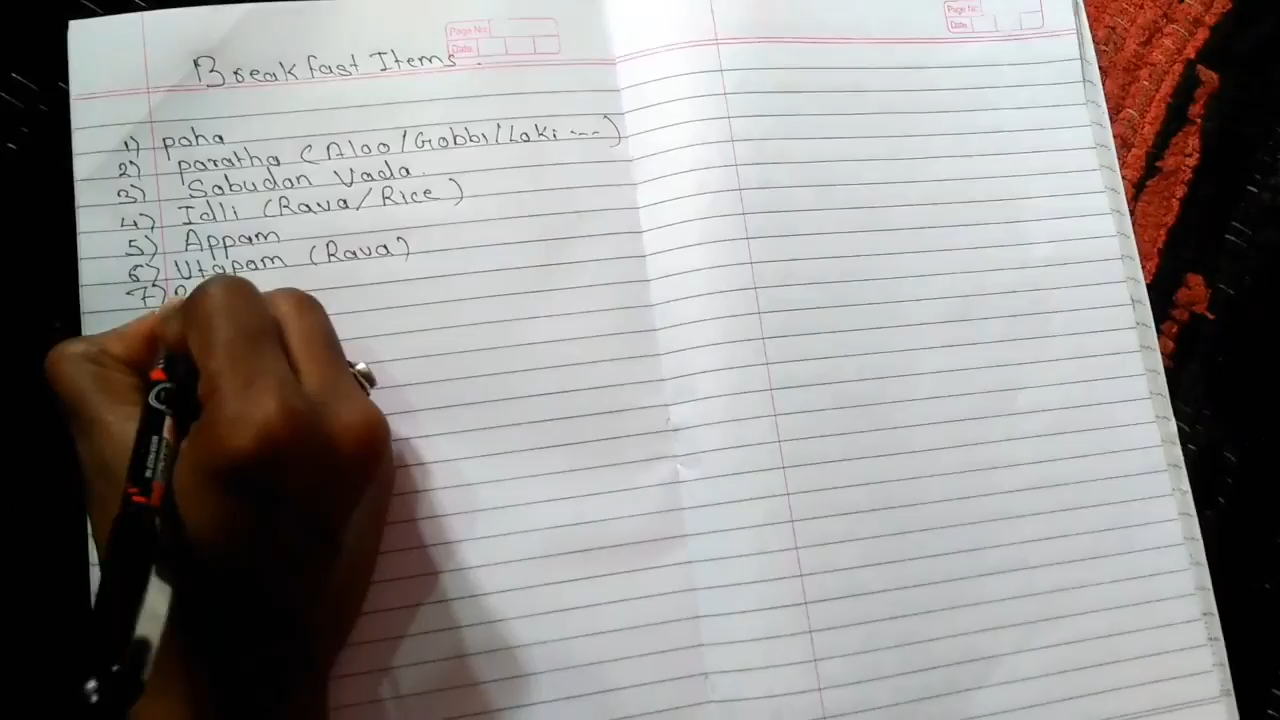 Page No:
Date:
Page No:
Date:
Breakfast Items.
1) poha
2) paratha (Aloo/Gobbi/Loki ---)
3) Sabudan Vada.
4) Idli (Rava/Rice)
5) Appam
6) Utapam (Rava)
7)